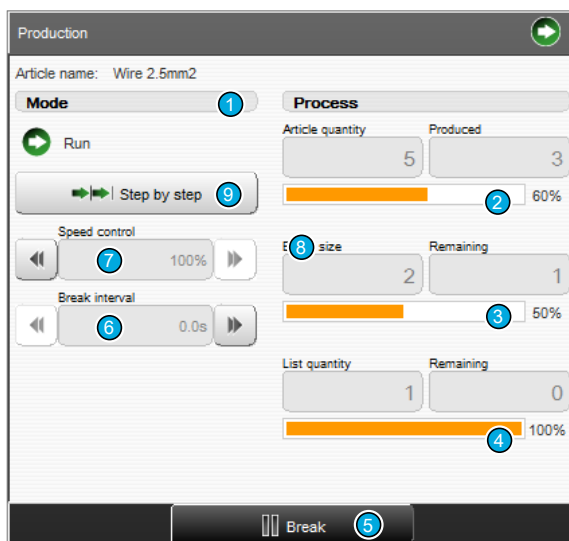 Production
Article name: Wire 2.5mm2
Mode 1
Run
Step by step 9
Speed control
7 100%
Break interval
6 0.0s
Process
Article quantity Produced
5 3
2 60%
8 size Remaining
2 1
3 50%
List quantity Remaining
1 0
4 100%
Break 5